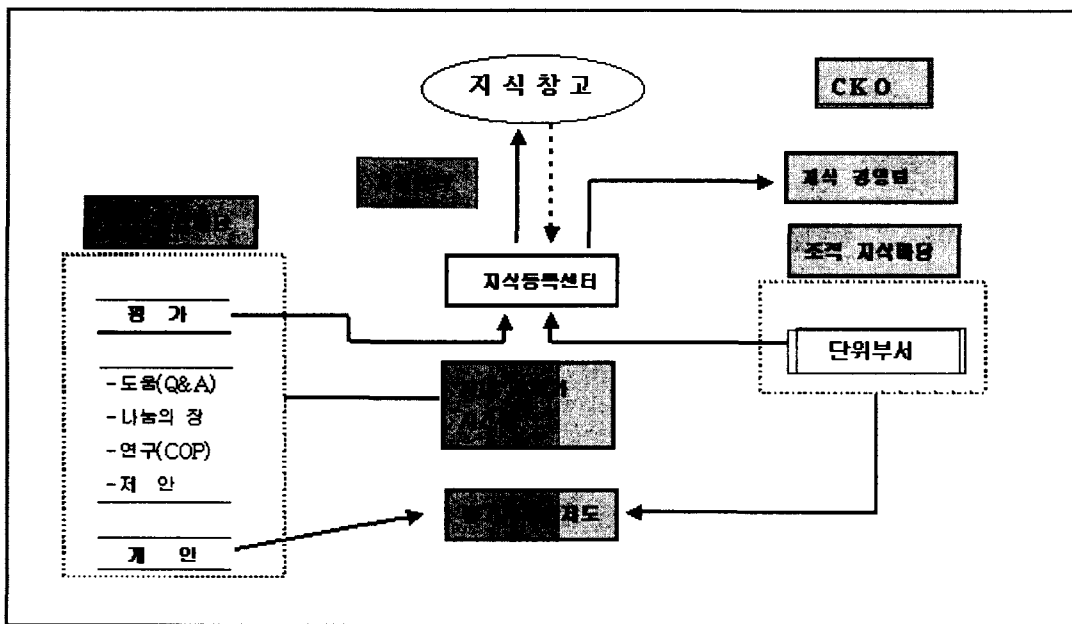 지식창고
CKO
지식 경영팀
조직 지식마당
지식등록센터
평 가
단위부서
-도움(Q&A)
-나눔의 장
-연구(COP)
-제 안
제도
개 인